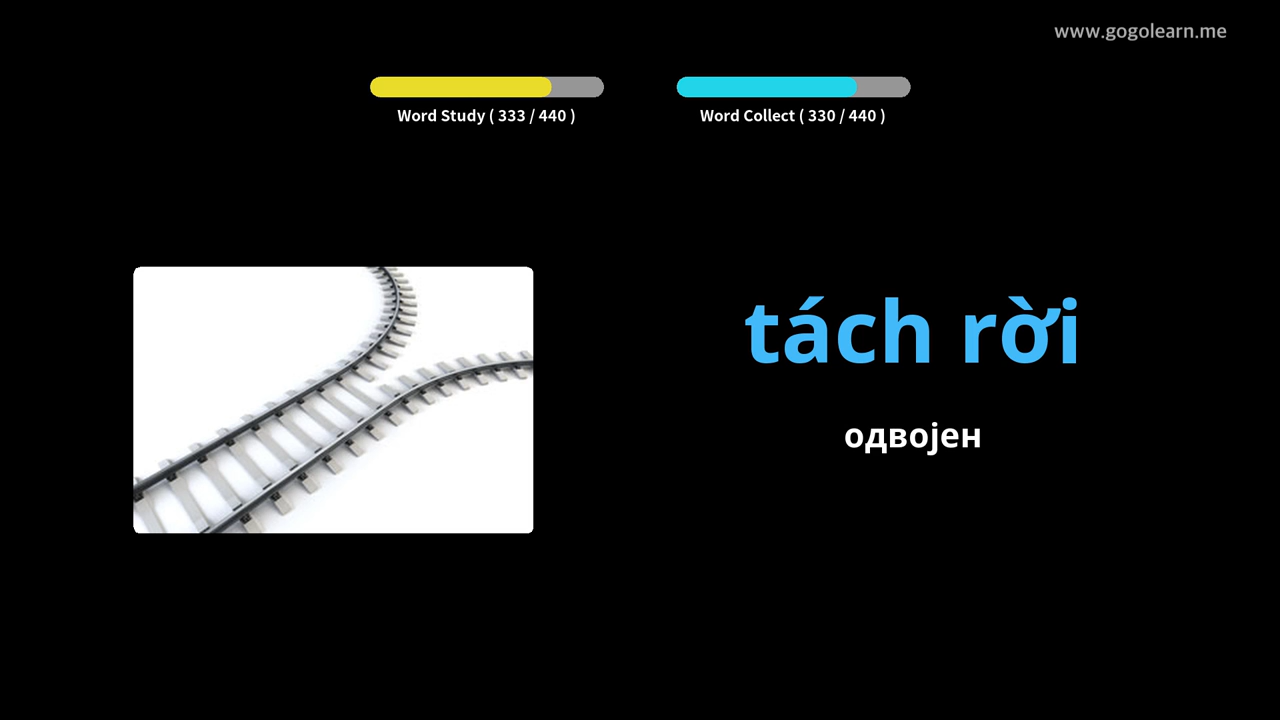 www.gogolearn.me
Word Study ( 333 / 440 )
Word Collect ( 330 / 440 )
tách rời
одвојен